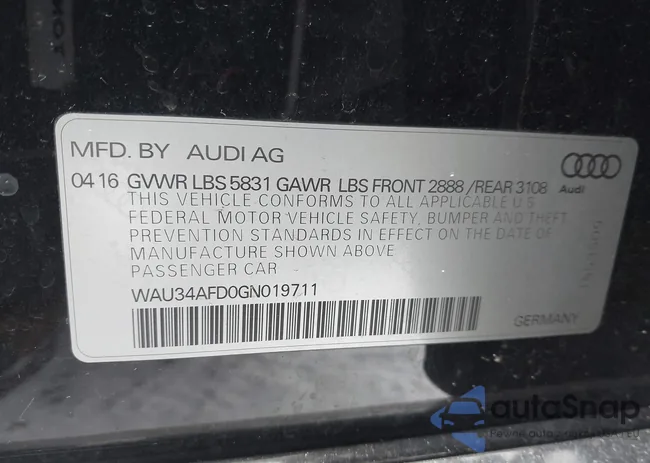 MFD. BY AUDI AG
04 16 GVWR LBS 5831 GAWR LBS FRONT 2888 / REAR 3108
Audi
THIS VEHICLE CONFORMS TO ALL APPLICABLE U.S
FEDERAL MOTOR VEHICLE SAFETY, BUMPER AND THEFT
PREVENTION STANDARDS IN EFFECT ON THE DATE OF
MANUFACTURE SHOWN ABOVE
PASSENGER CAR
WAU34AFD0GN019711
GERMANY
autoSnap